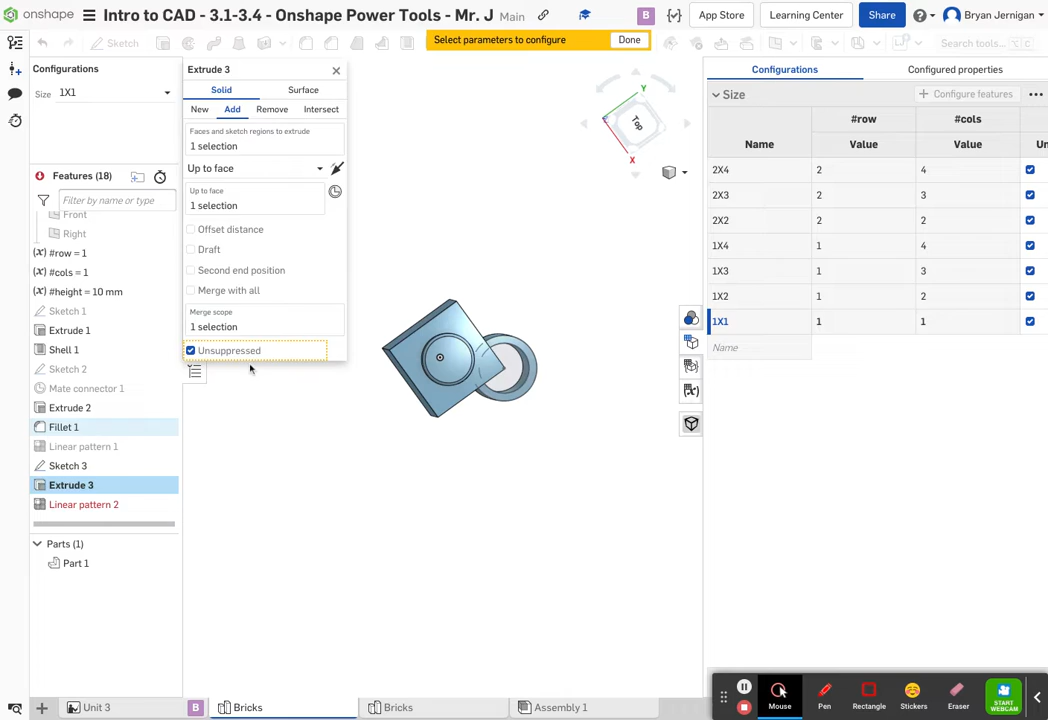 onshape
Intro to CAD - 3.1-3.4 - Onshape Power Tools - Mr. J Main
B
App Store
Learning Center
Share
Bryan Jernigan
Sketch
Select parameters to configure Done
Search tools...
Configurations
Size 1X1
Features (18)
Filter by name or type
Front
Right
(x) #row = 1
(x) #cols = 1
(x) #height = 10 mm
Sketch 1
Extrude 1
Shell 1
Sketch 2
Mate connector 1
Extrude 2
Fillet 1
Linear pattern 1
Sketch 3
Extrude 3
Linear pattern 2
Parts (1)
Part 1
Extrude 3
Solid Surface
New Add Remove Intersect
Faces and sketch regions to extrude
1 selection
Up to face
Up to face
1 selection
Offset distance
Draft
Second end position
Merge with all
Merge scope
1 selection
Unsuppressed
Y
Top
X
Configurations Configured properties
Size + Configure features
#row #cols
Name Value Value Un
2X4 2 4
2X3 2 3
2X2 2 2
1X4 1 4
1X3 1 3
1X2 1 2
1X1 1 1
Name
Unit 3 B Bricks Bricks Assembly 1
Mouse Pen Rectangle Stickers Eraser
START
WEBCAM